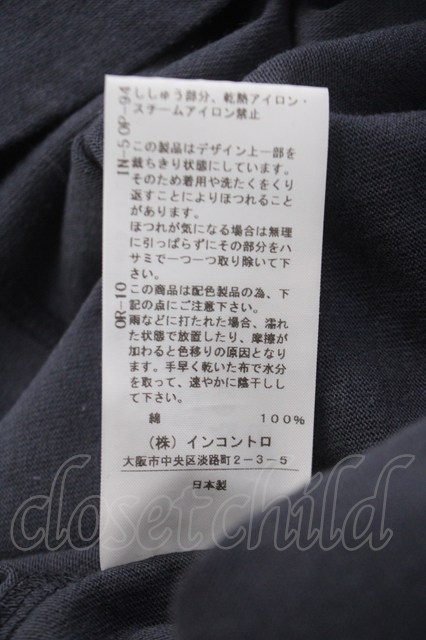 ししゅう部分、乾熱アイロン・
スチームアイロン禁止
IN-5OP-94
この製品はデザイン上一部を
裁ちきり状態にしています。
そのため着用や洗たくをくり
返すことによりほつれること
があります。
ほつれが気になる場合は無理
に引っぱらずにその部分をハ
サミで一つ一つ取り除いて下
さい。
OR-10
この商品は配色製品の為、下
記の点にご注意下さい。
雨などに打たれた場合、濡れ
た状態で放置したり、摩擦が
加わると色移りの原因となり
ます。手早く乾いた布で水分
を取って、速やかに陰干しし
て下さい。
綿 100%
(株) インコントロ
大阪市中央区淡路町2-3-5
日本製
closetchild